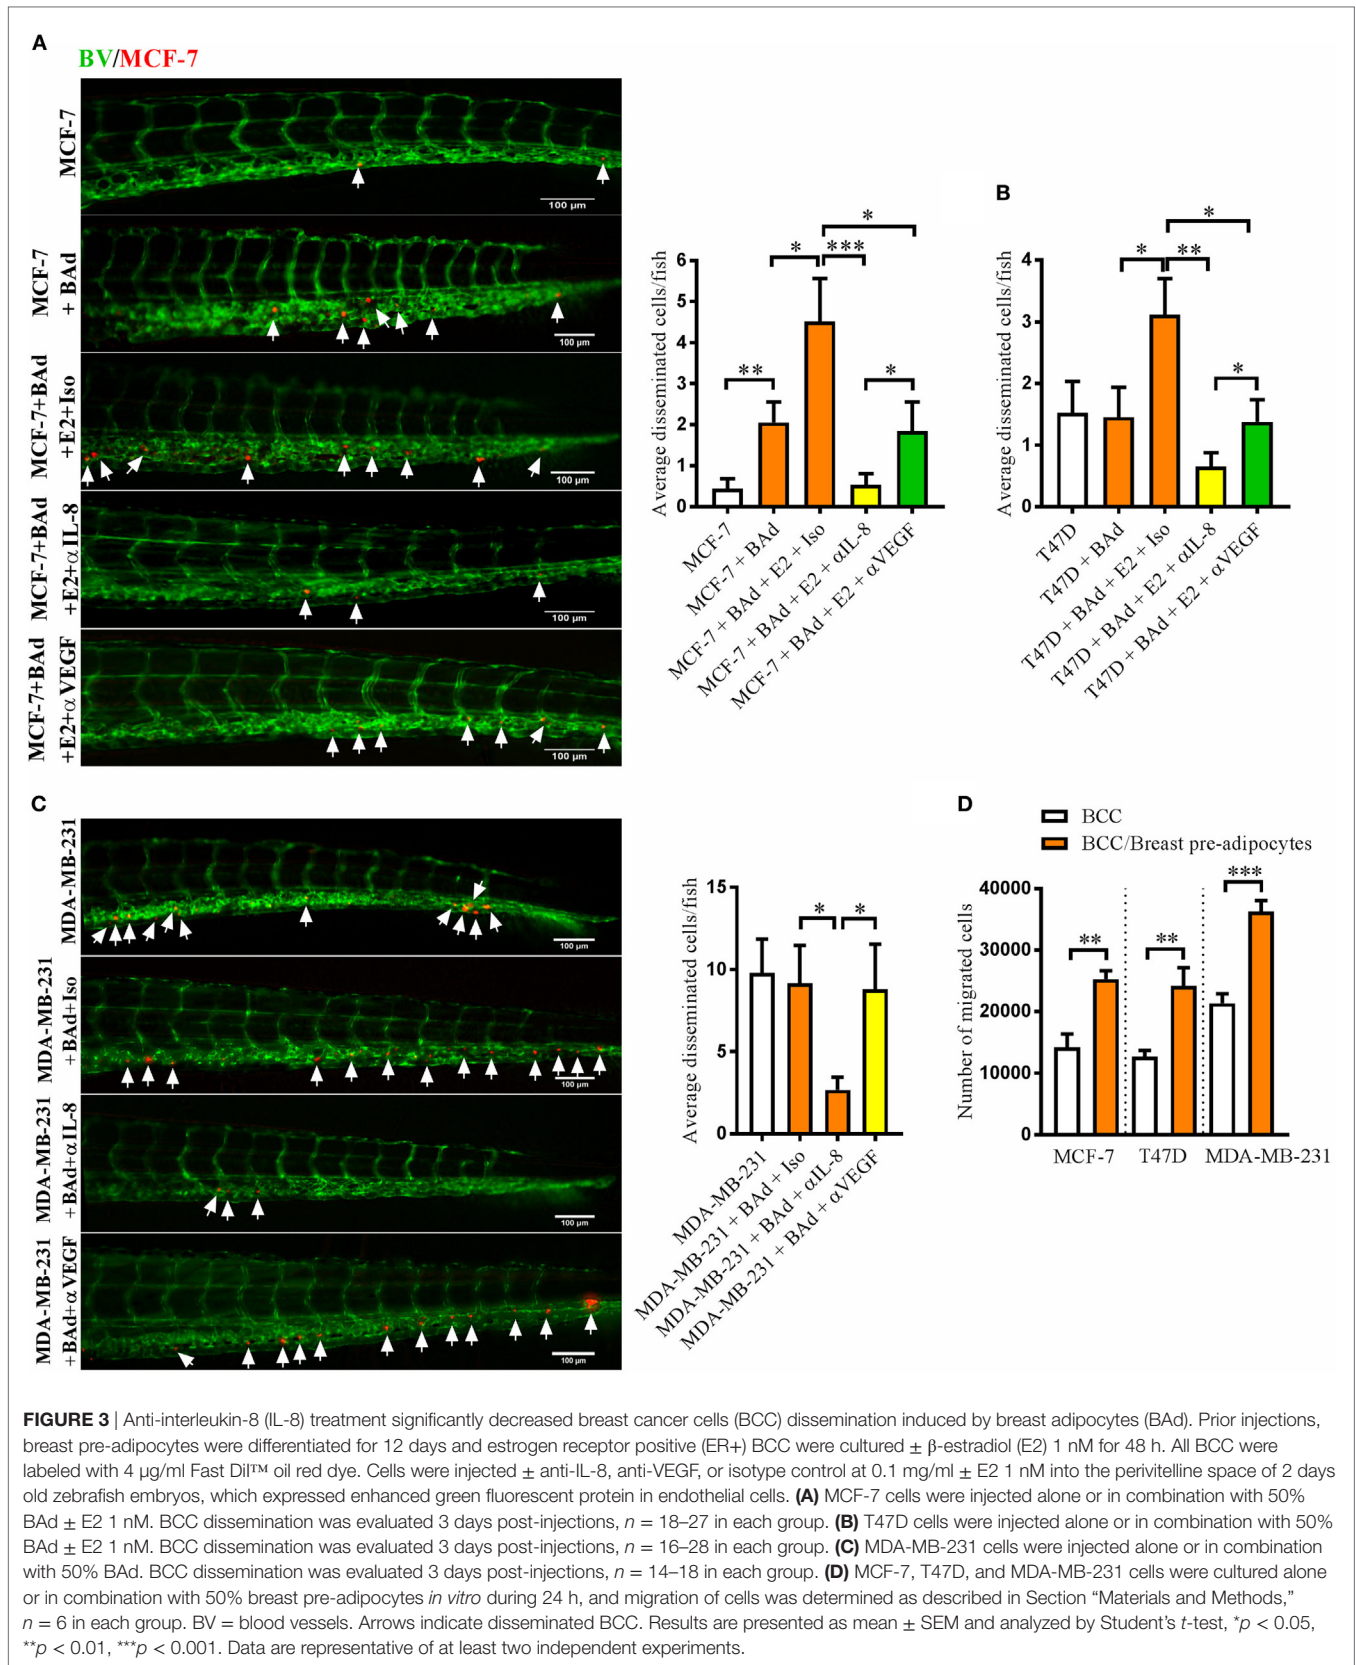 A
BV/MCF-7
MCF-7
100 µm
MCF-7
+ BAd
100 µm
MCF-7+BAd
+E2+Iso
100 µm
MCF-7+BAd
+E2+αIL-8
100 µm
MCF-7+BAd
+E2+αVEGF
100 µm
Average disseminated cells/fish
6
5
4
3
2
1
0
**
*
***
*
*
MCF-7
MCF-7 + BAd
MCF-7 + BAd + E2 + Iso
MCF-7 + BAd + E2 + αIL-8
MCF-7 + BAd + E2 + αVEGF
B
Average disseminated cells/fish
4
3
2
1
0
*
**
*
*
T47D
T47D + BAd
T47D + BAd + E2 + Iso
T47D + BAd + E2 + αIL-8
T47D + BAd + E2 + αVEGF
C
MDA-MB-231
100 µm
MDA-MB-231
+BAd+Iso
100 µm
MDA-MB-231
+BAd+αIL-8
100 µm
MDA-MB-231
+BAd+αVEGF
100 µm
Average disseminated cells/fish
15
10
5
0
*
*
MDA-MB-231
MDA-MB-231 + BAd + Iso
MDA-MB-231 + BAd + αIL-8
MDA-MB-231 + BAd + αVEGF
D
BCC
BCC/Breast pre-adipocytes
Number of migrated cells
40000
30000
20000
10000
0
**
**
***
MCF-7
T47D
MDA-MB-231
FIGURE 3 | Anti-interleukin-8 (IL-8) treatment significantly decreased breast cancer cells (BCC) dissemination induced by breast adipocytes (BAd). Prior injections,
breast pre-adipocytes were differentiated for 12 days and estrogen receptor positive (ER+) BCC were cultured ± β-estradiol (E2) 1 nM for 48 h. All BCC were
labeled with 4 µg/ml Fast DiI™ oil red dye. Cells were injected ± anti-IL-8, anti-VEGF, or isotype control at 0.1 mg/ml ± E2 1 nM into the perivitelline space of 2 days
old zebrafish embryos, which expressed enhanced green fluorescent protein in endothelial cells. (A) MCF-7 cells were injected alone or in combination with 50%
BAd ± E2 1 nM. BCC dissemination was evaluated 3 days post-injections, n = 18–27 in each group. (B) T47D cells were injected alone or in combination with 50%
BAd ± E2 1 nM. BCC dissemination was evaluated 3 days post-injections, n = 16–28 in each group. (C) MDA-MB-231 cells were injected alone or in combination
with 50% BAd. BCC dissemination was evaluated 3 days post-injections, n = 14–18 in each group. (D) MCF-7, T47D, and MDA-MB-231 cells were cultured alone
or in combination with 50% breast pre-adipocytes in vitro during 24 h, and migration of cells was determined as described in Section “Materials and Methods,”
n = 6 in each group. BV = blood vessels. Arrows indicate disseminated BCC. Results are presented as mean ± SEM and analyzed by Student’s t-test, *p < 0.05,
**p < 0.01, ***p < 0.001. Data are representative of at least two independent experiments.